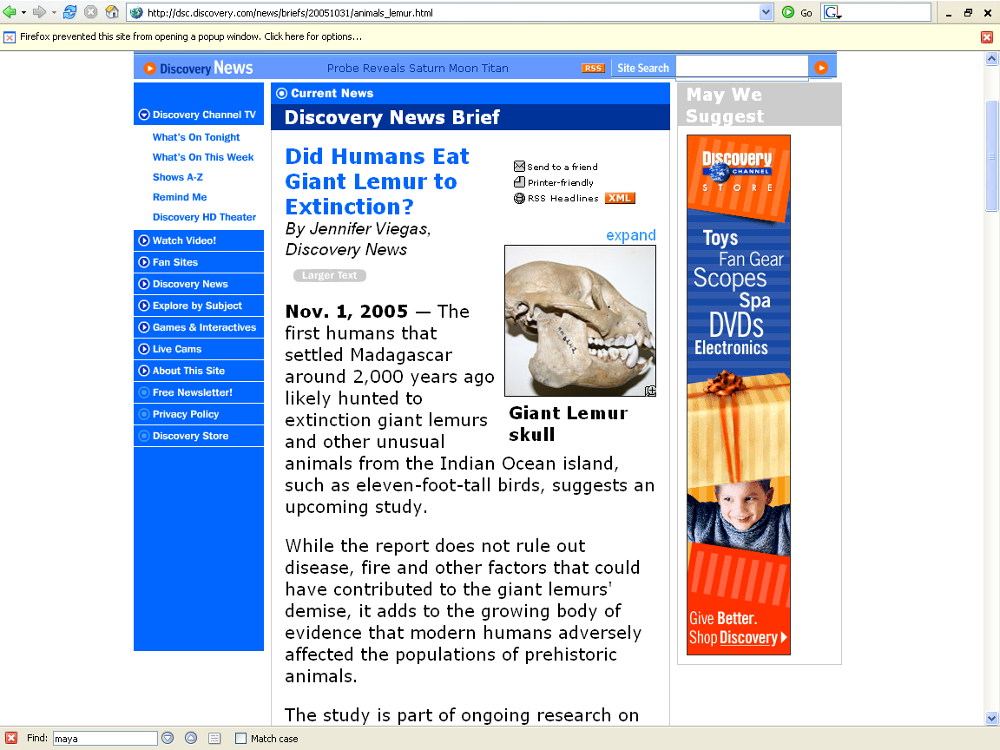 http://dsc.discovery.com/news/briefs/20051031/animals_lemur.html
Go
G
Firefox prevented this site from opening a popup window. Click here for options...
Discovery News
Probe Reveals Saturn Moon Titan
RSS
Site Search
Discovery Channel TV
What's On Tonight
What's On This Week
Shows A-Z
Remind Me
Discovery HD Theater
Watch Video!
Fan Sites
Discovery News
Explore by Subject
Games & Interactives
Live Cams
About This Site
Free Newsletter!
Privacy Policy
Discovery Store
Current News
Discovery News Brief
Did Humans Eat
Giant Lemur to
Extinction?
By Jennifer Viegas,
Discovery News
Larger Text
Send to a friend
Printer-friendly
RSS Headlines XML
expand
Giant Lemur
skull
Nov. 1, 2005 — The
first humans that
settled Madagascar
around 2,000 years ago
likely hunted to
extinction giant lemurs
and other unusual
animals from the Indian Ocean island,
such as eleven-foot-tall birds, suggests an
upcoming study.
While the report does not rule out
disease, fire and other factors that could
have contributed to the giant lemurs'
demise, it adds to the growing body of
evidence that modern humans adversely
affected the populations of prehistoric
animals.
The study is part of ongoing research on
May We
Suggest
Discovery
CHANNEL
STORE
Toys
Fan Gear
Scopes
Spa
DVDs
Electronics
Give Better.
Shop Discovery
Find: maya
Match case